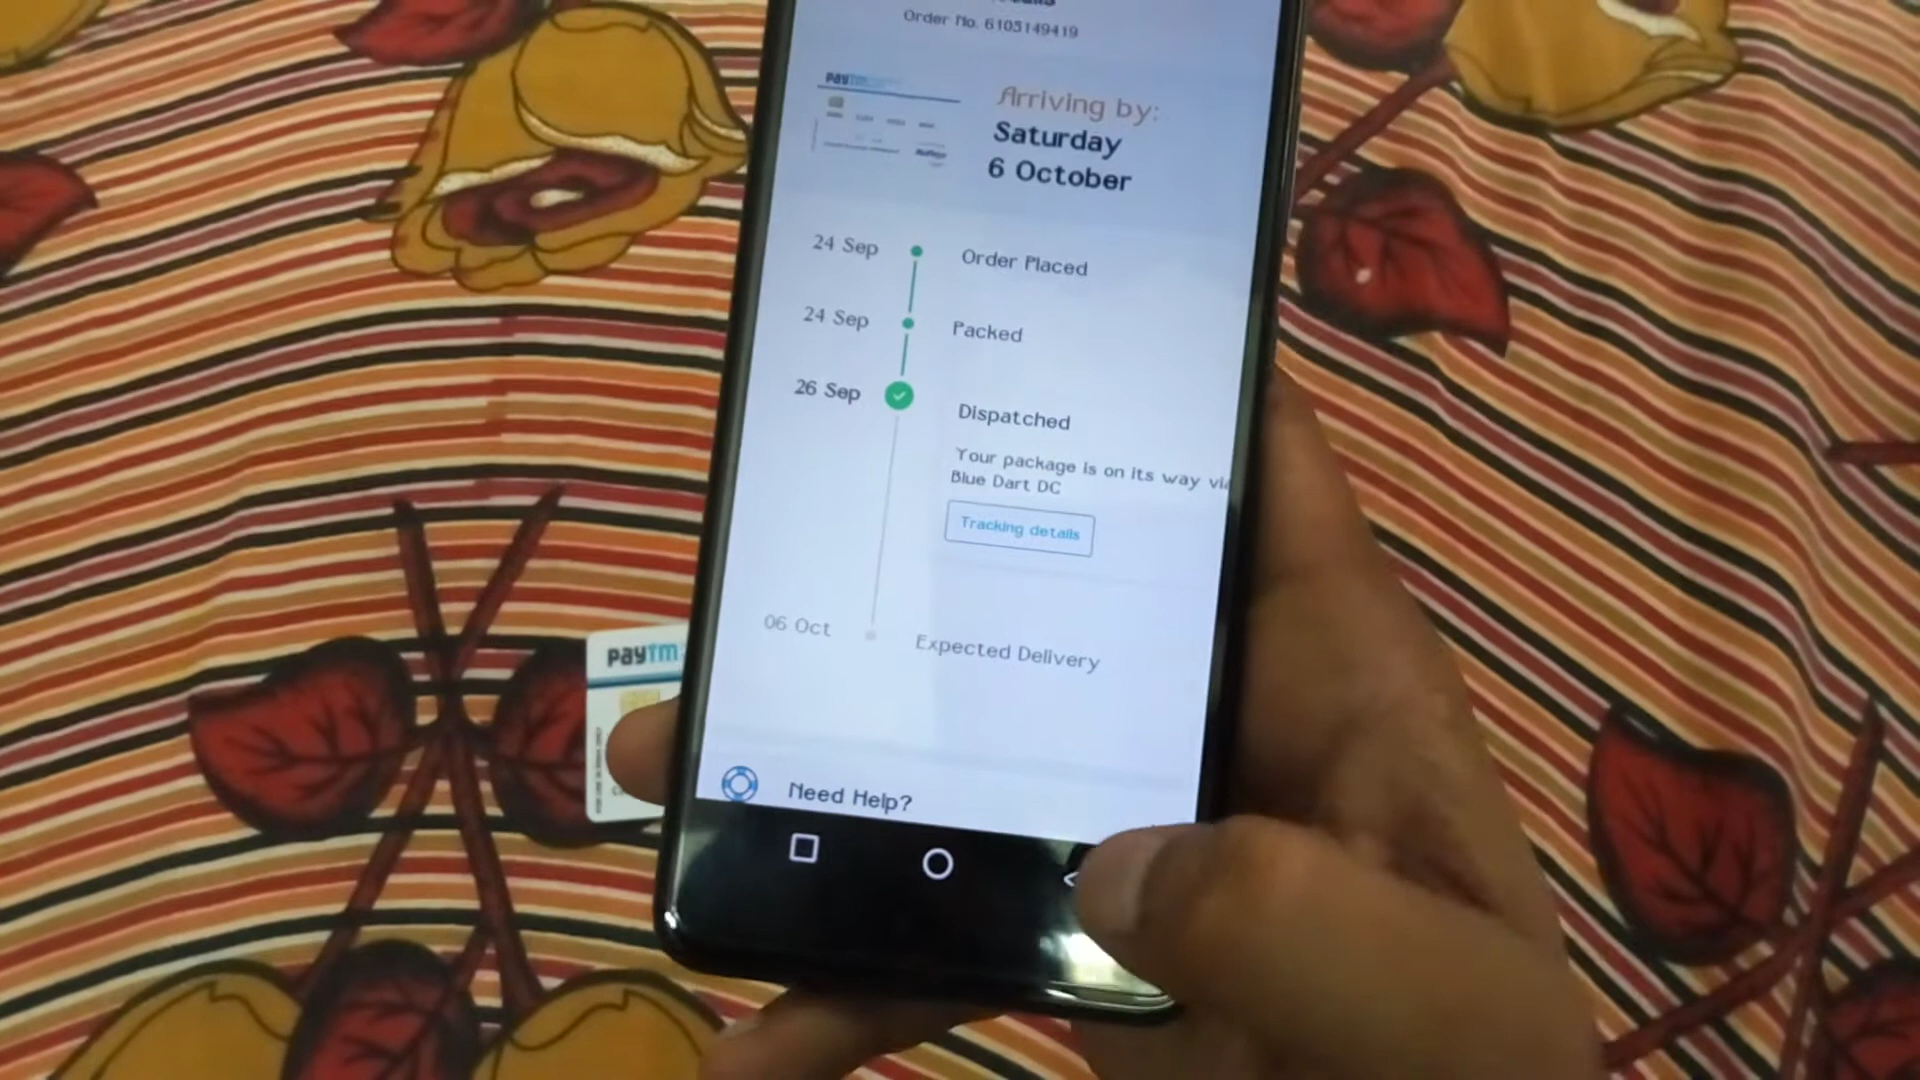 Order No. 6105149419
paytm
Arriving by:
Saturday
6 October
24 Sep
Order Placed
24 Sep
Packed
26 Sep
Dispatched
Your package is on its way via
Blue Dart DC
Tracking details
06 Oct
Expected Delivery
paytm
Need Help?